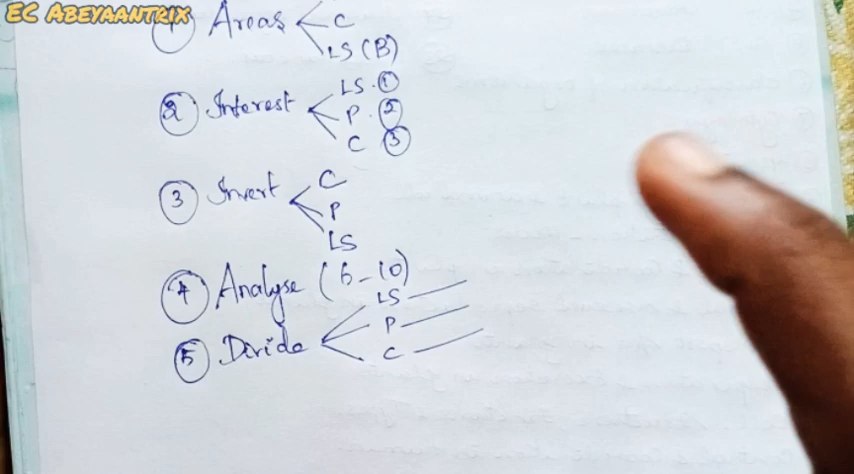 EC ABEYAANTRIX
① Areas C
LS (B)
② Interest LS. ①
P. ②
C ③
③ Invert C
P
LS
④ Analyse (6-10)
⑤ Divide LS
P
C